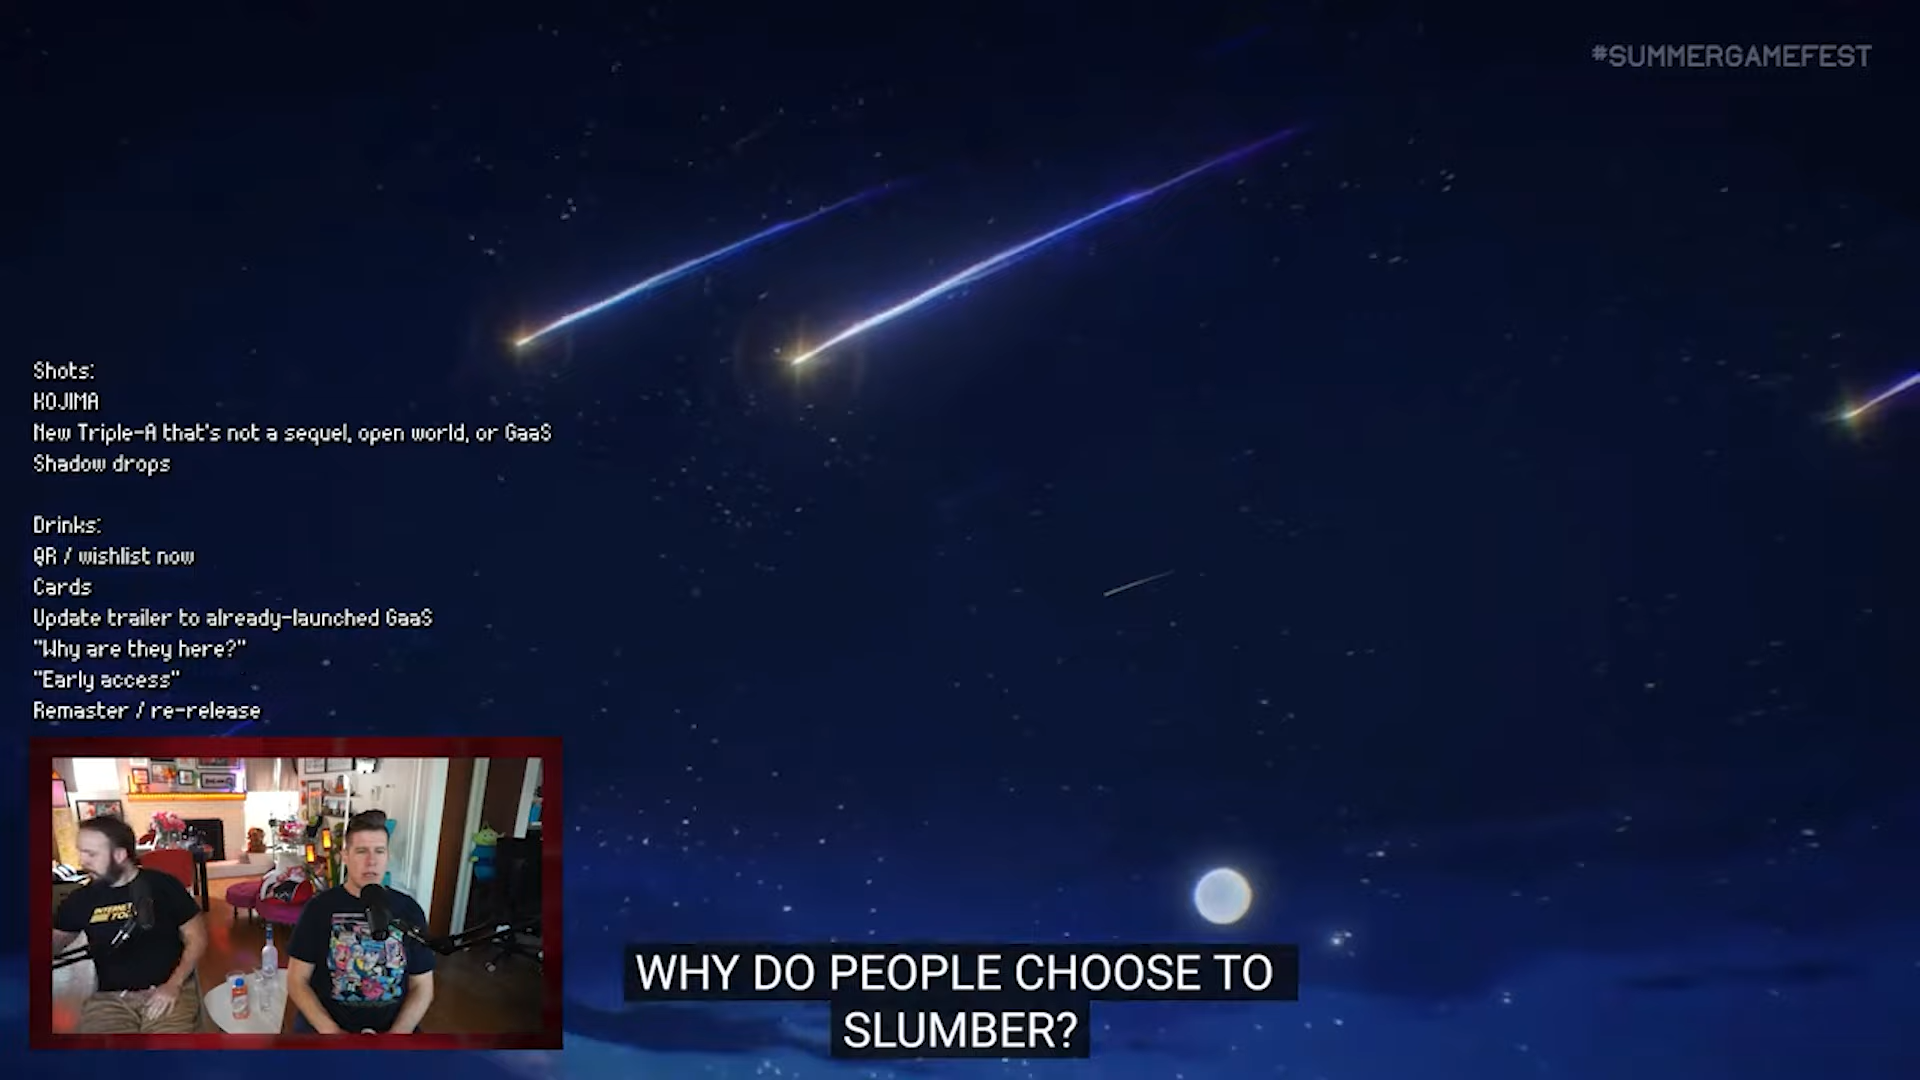 #SUMMERGAMEFEST
Shots:
KOJIMA
New Triple-A that's not a sequel, open world, or GaaS
Shadow drops
Drinks:
QR / wishlist now
Cards
Update trailer to already-launched GaaS
"Why are they here?"
"Early access"
Remaster / re-release
INTERNET
WHY DO PEOPLE CHOOSE TO
SLUMBER?